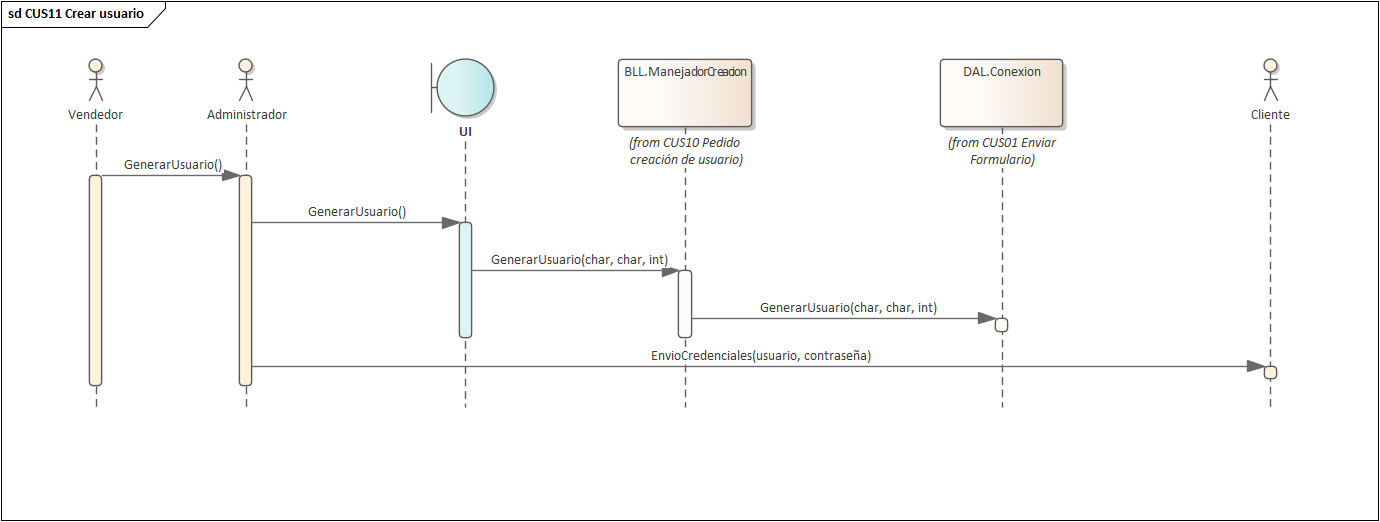 sd CUS11 Crear usuario
Vendedor
Administrador
UI
BLL.ManejadorCreacion
(from CUS10 Pedido
creación de usuario)
DAL.Conexion
(from CUS01 Enviar
Formulario)
Cliente
GenerarUsuario()
GenerarUsuario()
GenerarUsuario(char, char, int)
GenerarUsuario(char, char, int)
EnvioCredenciales(usuario, contraseña)